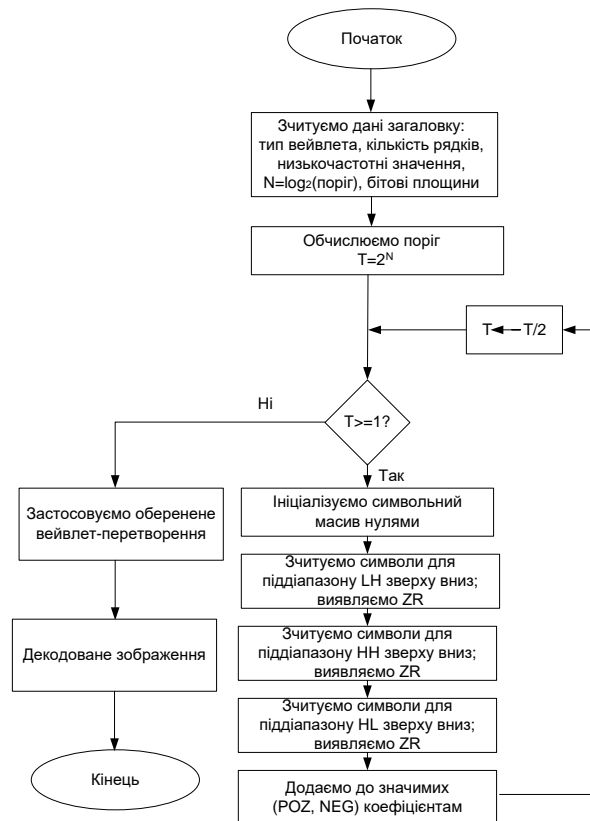 Початок
Зчитуємо дані заголовку:
тип вейвлета, кількість рядків,
низькочастотні значення,
N=log₂(поріг), бітові площини
Обчислюємо поріг
T=2ᴺ
T T/2
Ні
T>=1?
Так
Застосовуємо оберенене
вейвлет-перетворення
Ініціалізуємо символьний
масив нулями
Зчитуємо символи для
піддіапазону LH зверху вниз;
виявляємо ZR
Декодоване зображення
Зчитуємо символи для
піддіапазону HH зверху вниз;
виявляємо ZR
Зчитуємо символи для
піддіапазону HL зверху вниз;
виявляємо ZR
Кінець
Додаємо до значимих
(POZ, NEG) коефіцієнтам